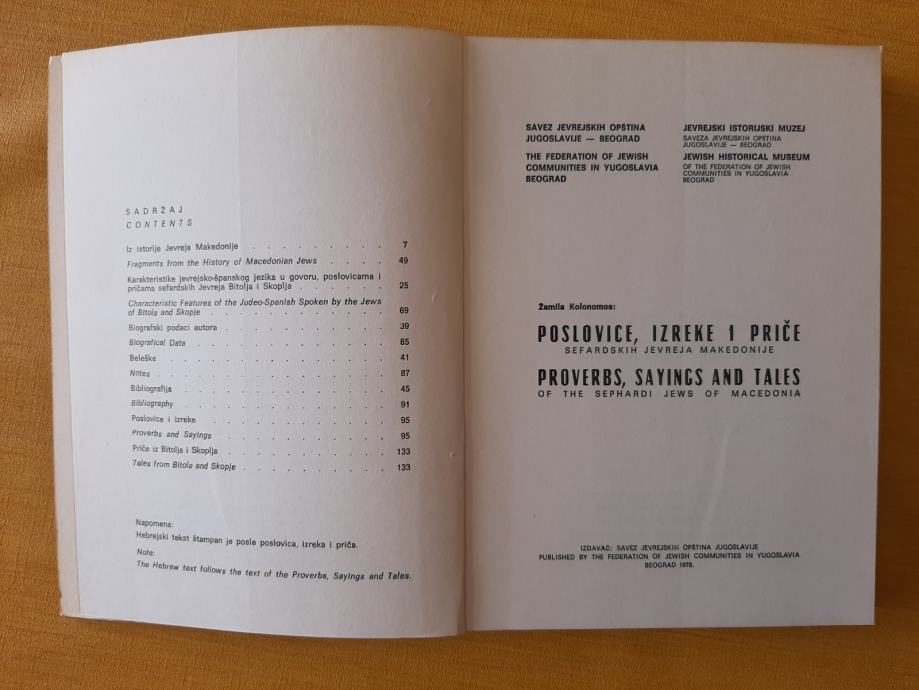 SADRŽAJ
CONTENTS
Iz istorije Jevreja Makedonije . . . . . . . . . 7
Fragments from the History of Macedonian Jews . . . . . 49
Karakteristike jevrejsko-španskog jezika u govoru, poslovicama i
pričama sefardskih Jevreja Bitolja i Skoplja . . . . . . 25
Characteristic Features of the Judeo-Spanish Spoken by the Jews
of Bitola and Skopje . . . . . . . . . . . 69
Biografski podaci autora . . . . . . . . . . 39
Biografical Data . . . . . . . . . . . . 85
Beleške . . . . . . . . . . . . . 41
Notes . . . . . . . . . . . . . 87
Bibliografija . . . . . . . . . . . . 45
Bibliography . . . . . . . . . . . . 91
Poslovice i izreke . . . . . . . . . . . 95
Proverbs and Sayings . . . . . . . . . . 95
Priče iz Bitolja i Skoplja . . . . . . . . . . 133
Tales from Bitola and Skopje . . . . . . . . . 133
Napomena:
Hebrejski tekst štampan je posle poslovica, izreka i priča.
Note:
The Hebrew text follows the text of the Proverbs, Sayings and Tales.
SAVEZ JEVREJSKIH OPŠTINA
JUGOSLAVIJE — BEOGRAD
THE FEDERATION OF JEWISH
COMMUNITIES IN YUGOSLAVIA
BEOGRAD
JEVREJSKI ISTORIJSKI MUZEJ
SAVEZA JEVREJSKIH OPŠTINA
JUGOSLAVIJE — BEOGRAD
JEWISH HISTORICAL MUSEUM
OF THE FEDERATION OF JEWISH
COMMUNITIES IN YUGOSLAVIA
BEOGRAD
Žamila Kolonomos:
POSLOVICE, IZREKE I PRIČE
SEFARDSKIH JEVREJA MAKEDONIJE
PROVERBS, SAYINGS AND TALES
OF THE SEPHARDI JEWS OF MACEDONIA
IZDAVAČ: SAVEZ JEVREJSKIH OPŠTINA JUGOSLAVIJE
PUBLISHED BY THE FEDERATION OF JEWISH COMMUNITIES IN YUGOSLAVIA
BEOGRAD 1978.